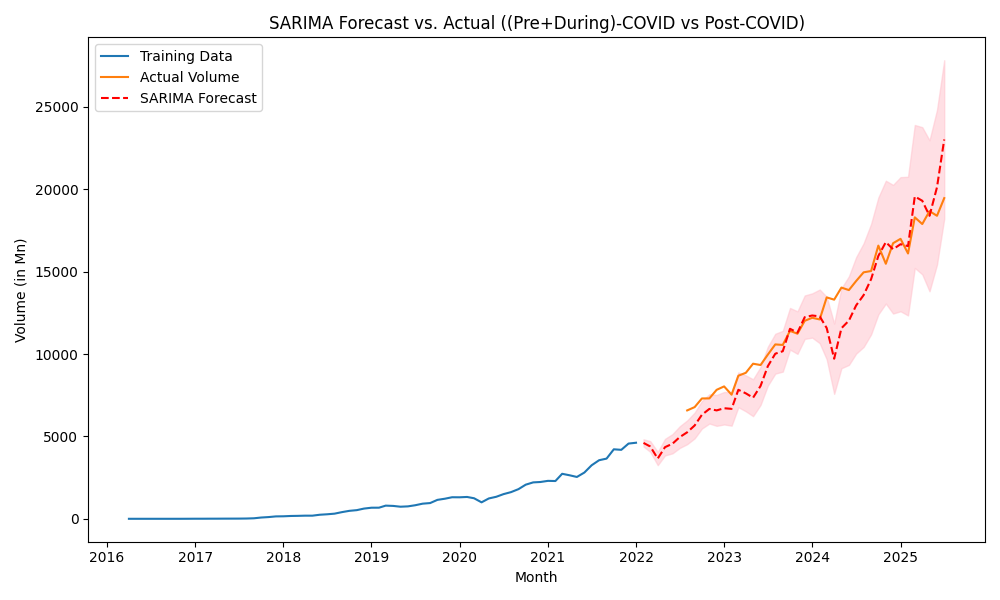 SARIMA Forecast vs. Actual ((Pre+During)-COVID vs Post-COVID)
Training Data
Actual Volume
SARIMA Forecast
Volume (in Mn)
25000
20000
15000
10000
5000
0
2016 2017 2018 2019 2020 2021 2022 2023 2024 2025
Month